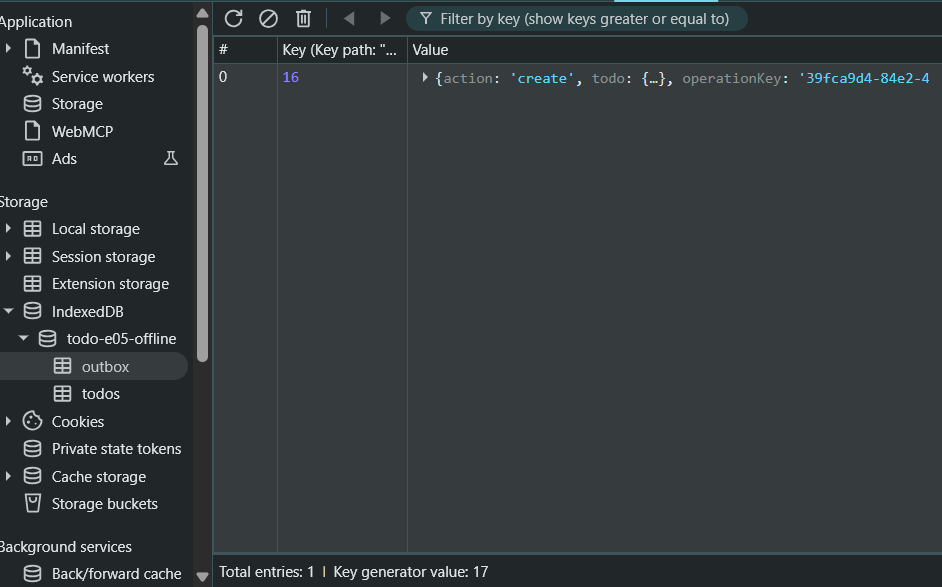 Application
Manifest
Service workers
Storage
WebMCP
Ads
Storage
Local storage
Session storage
Extension storage
IndexedDB
todo-e05-offline
outbox
todos
Cookies
Private state tokens
Cache storage
Storage buckets
Background services
Back/forward cache
Filter by key (show keys greater or equal to)
# Key (Key path: "... Value
0 16 {action: 'create', todo: {…}, operationKey: '39fca9d4-84e2-4
Total entries: 1 | Key generator value: 17